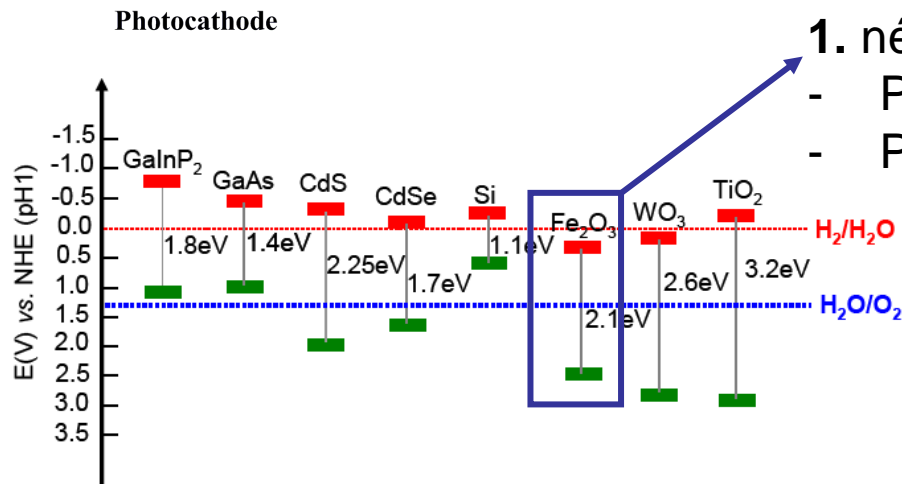 Photocathode
1. né
- P
- P
-1.5
-1.0
-0.5
0.0
0.5
1.0
1.5
2.0
2.5
3.0
3.5
E(V) vs. NHE (pH1)
GaInP2
GaAs
CdS
CdSe
Si
Fe2O3
WO3
TiO2
1.8eV
1.4eV
2.25eV
1.7eV
1.1eV
2.1eV
2.6eV
3.2eV
H2/H2O
H2O/O2